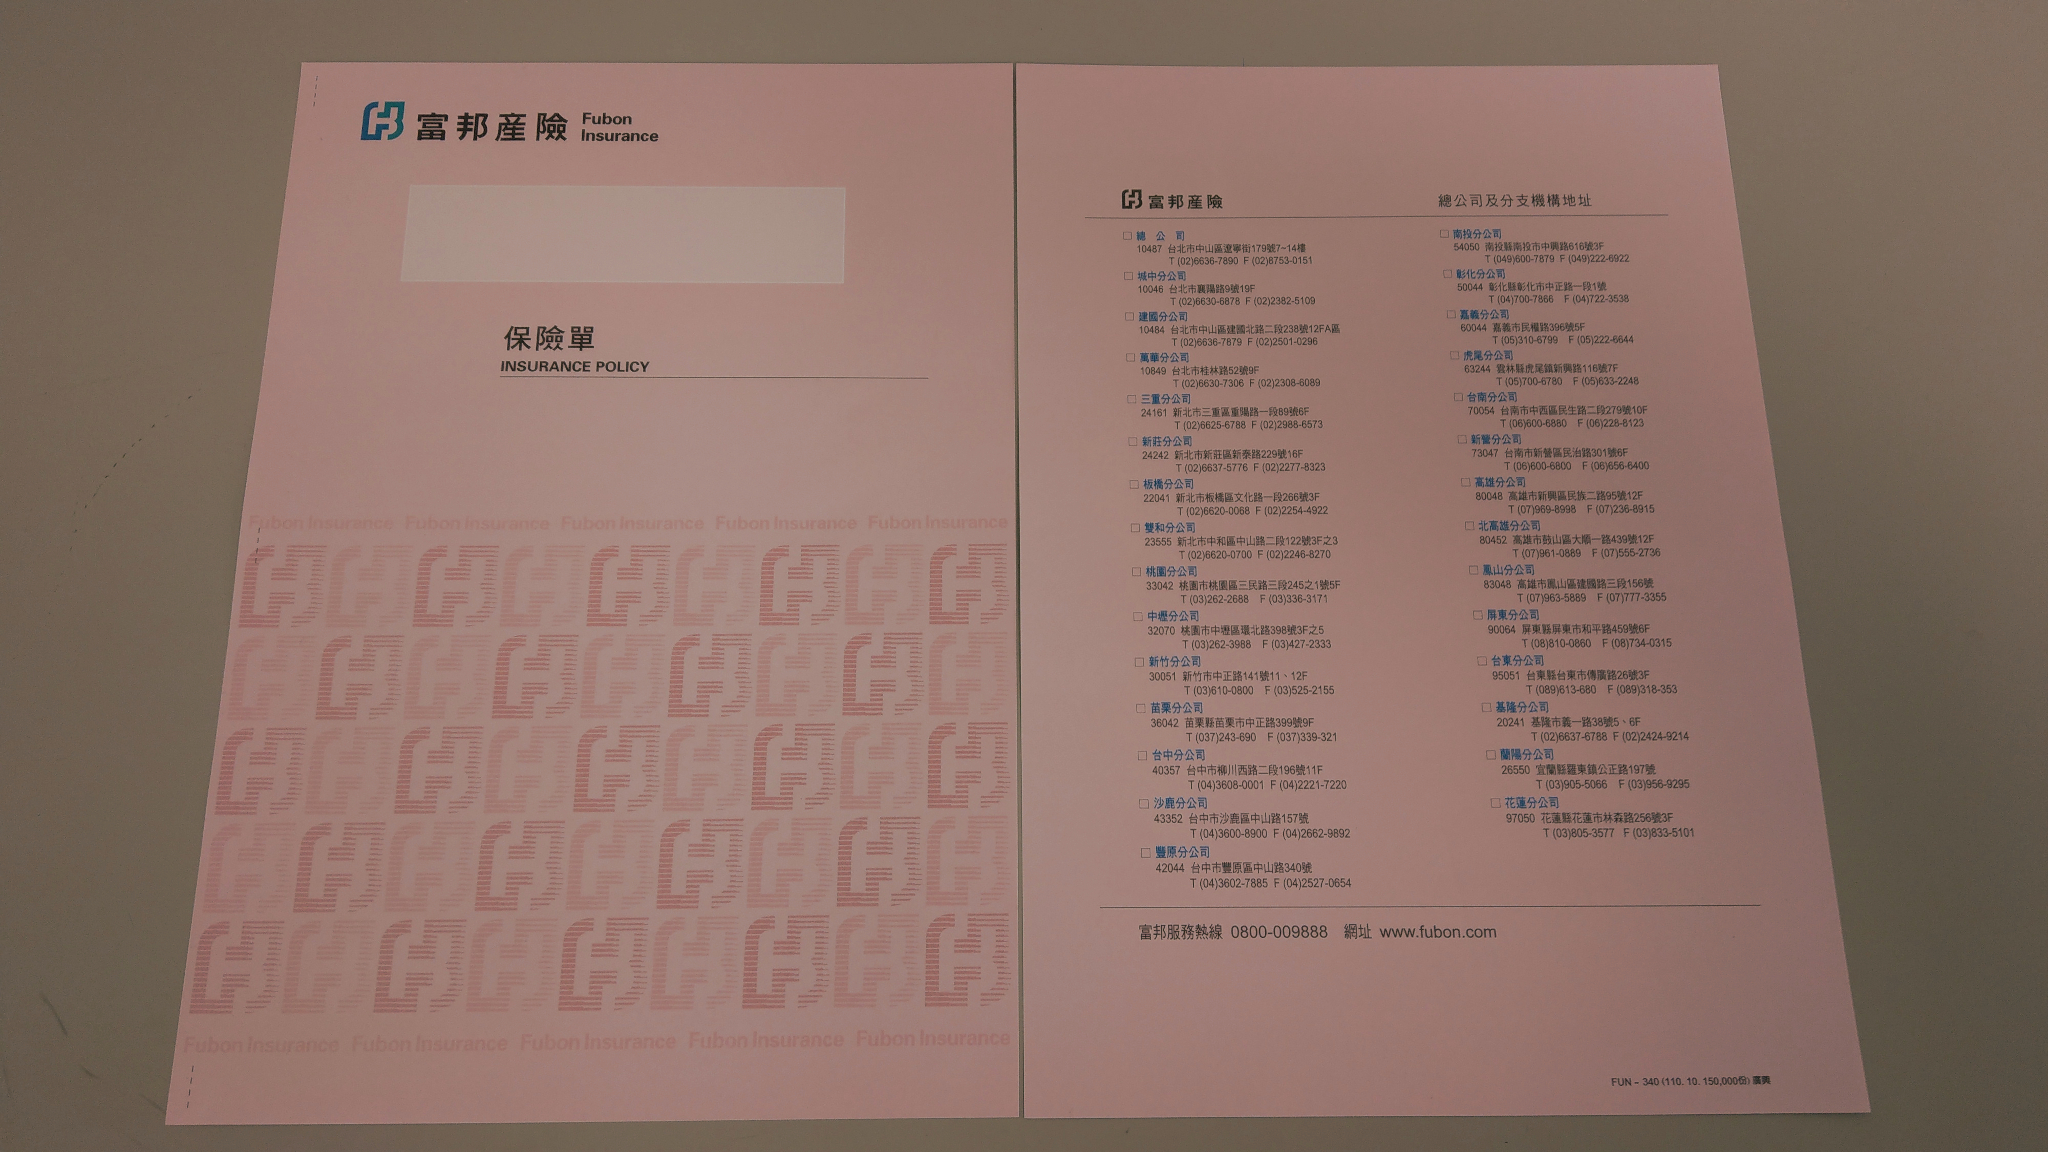 富邦產險 Fubon
Insurance
保險單
INSURANCE POLICY
Fubon Insurance Fubon Insurance Fubon Insurance Fubon Insurance Fubon Insurance
Fubon Insurance Fubon Insurance Fubon Insurance Fubon Insurance Fubon Insurance
富邦產險 總公司及分支機構地址
□ 總公司
10487 台北市中山區遼寧街179號7~14樓
T (02)6636-7890 F (02)8753-0151
□ 城中分公司
10046 台北市襄陽路9號19F
T (02)6630-6878 F (02)2382-5109
□ 建國分公司
10484 台北市中山區建國北路二段238號12FA區
T (02)6636-7879 F (02)2501-0296
□ 萬華分公司
10849 台北市桂林路52號9F
T (02)6630-7306 F (02)2308-6089
□ 三重分公司
24161 新北市三重區重陽路一段89號6F
T (02)6625-6788 F (02)2988-6573
□ 新莊分公司
24242 新北市新莊區新泰路229號16F
T (02)6637-5776 F (02)2277-8323
□ 板橋分公司
22041 新北市板橋區文化路一段266號3F
T (02)6620-0068 F (02)2254-4922
□ 雙和分公司
23555 新北市中和區中山路二段122號3F之3
T (02)6620-0700 F (02)2246-8270
□ 桃園分公司
33042 桃園市桃園區三民路三段245之1號5F
T (03)262-2688 F (03)336-3171
□ 中壢分公司
32070 桃園市中壢區環北路398號3F之5
T (03)262-3988 F (03)427-2333
□ 新竹分公司
30051 新竹市中正路141號11、12F
T (03)610-0800 F (03)525-2155
□ 苗栗分公司
36042 苗栗縣苗栗市中正路399號9F
T (037)243-690 F (037)339-321
□ 台中分公司
40357 台中市柳川西路二段196號11F
T (04)3608-0001 F (04)2221-7220
□ 沙鹿分公司
43352 台中市沙鹿區中山路157號
T (04)3600-8900 F (04)2662-9892
□ 豐原分公司
42044 台中市豐原區中山路340號
T (04)3602-7885 F (04)2527-0654
□ 南投分公司
54050 南投縣南投市中興路616號3F
T (049)600-7879 F (049)222-6922
□ 彰化分公司
50044 彰化縣彰化市中正路一段1號
T (04)700-7866 F (04)722-3538
□ 嘉義分公司
60044 嘉義市民權路396號5F
T (05)310-6799 F (05)222-6644
□ 虎尾分公司
63244 雲林縣虎尾鎮新興路116號7F
T (05)700-6780 F (05)633-2248
□ 台南分公司
70054 台南市中西區民生路二段279號10F
T (06)600-6880 F (06)228-8123
□ 新營分公司
73047 台南市新營區民治路301號6F
T (06)600-6800 F (06)656-6400
□ 高雄分公司
80048 高雄市新興區民族二路95號12F
T (07)969-8998 F (07)236-8915
□ 北高雄分公司
80452 高雄市鼓山區大順一路439號12F
T (07)961-0889 F (07)555-2736
□ 鳳山分公司
83048 高雄市鳳山區建國路三段156號
T (07)963-5889 F (07)777-3355
□ 屏東分公司
90064 屏東縣屏東市和平路459號6F
T (08)810-0860 F (08)734-0315
□ 台東分公司
95051 台東縣台東市傳廣路26號3F
T (089)613-680 F (089)318-353
□ 基隆分公司
20241 基隆市義一路38號5、6F
T (02)6637-6788 F (02)2424-9214
□ 蘭陽分公司
26550 宜蘭縣羅東鎮公正路197號
T (03)905-5066 F (03)956-9295
□ 花蓮分公司
97050 花蓮縣花蓮市林森路256號3F
T (03)805-3577 F (03)833-5101
富邦服務熱線 0800-009888 網址 www.fubon.com
FUN - 340 (110. 10. 150,000份) 漢興